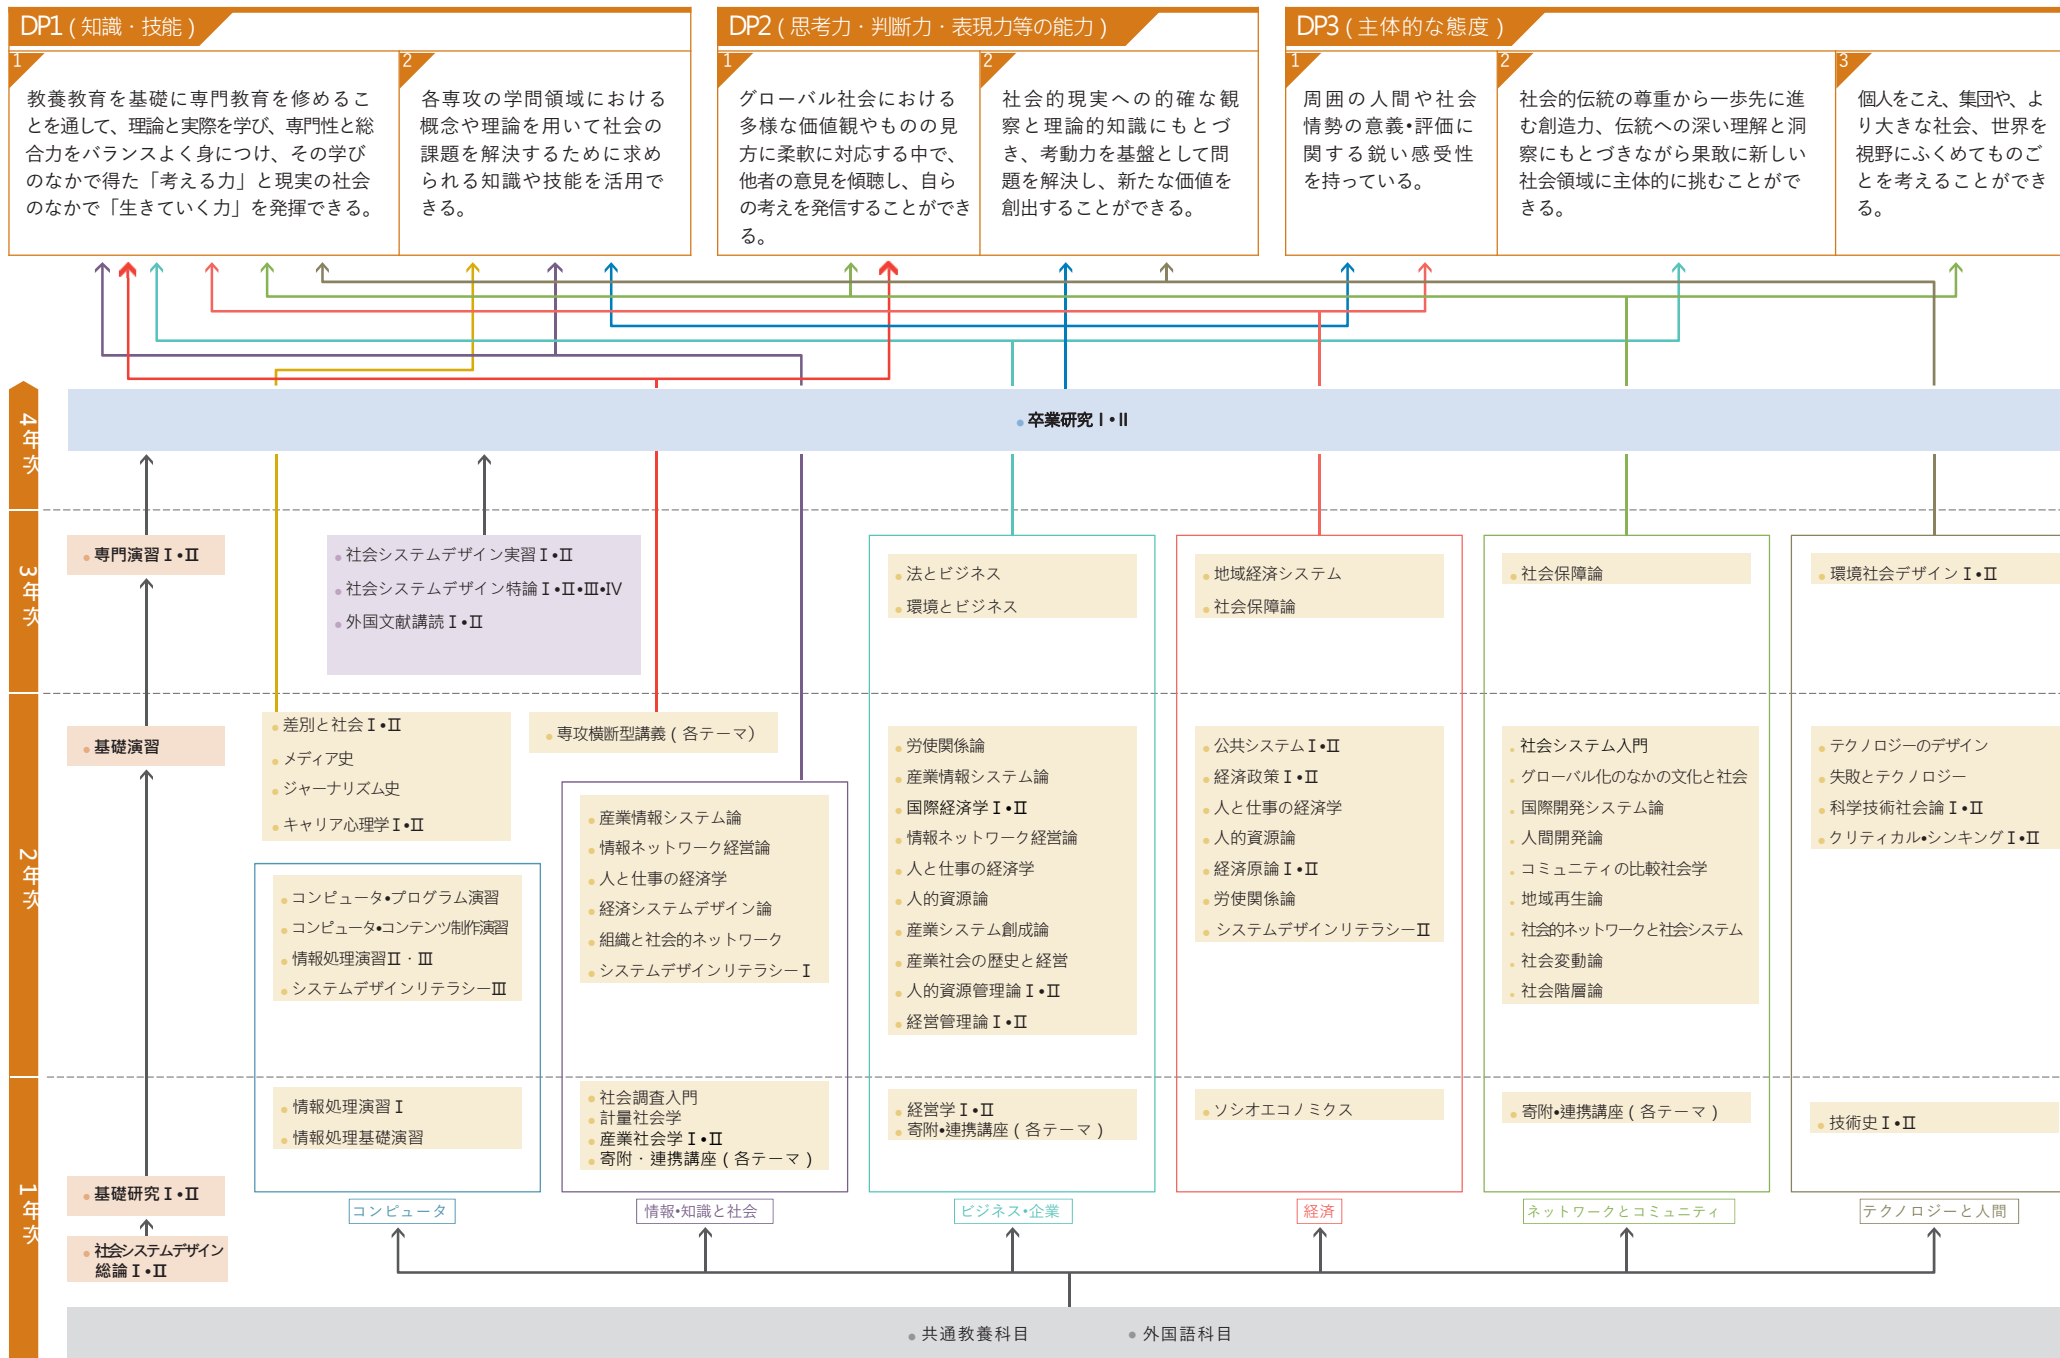 DP1 ( 知識・技能 )
1
教養教育を基礎に専門教育を修めるこ
とを通して、理論と実際を学び、専門性と総
合力をバランスよく身につけ、その学び
のなかで得た「考える力」と現実の社会
のなかで「生きていく力」を発揮できる。
2
各専攻の学問領域における
概念や理論を用いて社会の
課題を解決するために求め
られる知識や技能を活用で
きる。
DP2 ( 思考力・判断力・表現力等の能力 )
1
グローバル社会における
多様な価値観やものの見
方に柔軟に対応する中で、
他者の意見を傾聴し、自ら
の考えを発信することができ
る。
2
社会的現実への的確な観
察と理論的知識にもとづ
き、考動力を基盤として問
題を解決し、新たな価値を
創出することができる。
DP3 ( 主体的な態度 )
1
周囲の人間や社会
情勢の意義•評価に
関する鋭い感受性
を持っている。
2
社会的伝統の尊重から一歩先に進
む創造力、伝統への深い理解と洞
察にもとづきながら果敢に新しい
社会領域に主体的に挑むことがで
きる。
3
個人をこえ、集団や、よ
り大きな社会、世界を
視野にふくめてものご
とを考えることができ
る。
4年次
• 卒業研究 I • II
3年次
• 専門演習 I • II
• 社会システムデザイン実習 I • II
• 社会システムデザイン特論 I • II • III • IV
• 外国文献講読 I • II
• 法とビジネス
• 環境とビジネス
• 地域経済システム
• 社会保障論
• 社会保障論
• 環境社会デザイン I • II
2年次
• 基礎演習
• 差別と社会 I • II
• メディア史
• ジャーナリズム史
• キャリア心理学 I • II
• 専攻横断型講義 ( 各テーマ）
• コンピュータ•プログラム演習
• コンピュータ•コンテンツ制作演習
• 情報処理演習 II ・ III
• システムデザインリテラシー III
• 産業情報システム論
• 情報ネットワーク経営論
• 人と仕事の経済学
• 経済システムデザイン論
• 組織と社会的ネットワーク
• システムデザインリテラシー I
• 労使関係論
• 産業情報システム論
• 国際経済学 I • II
• 情報ネットワーク経営論
• 人と仕事の経済学
• 人的資源論
• 産業システム創成論
• 産業社会の歴史と経営
• 人的資源管理論 I • II
• 経営管理論 I • II
• 公共システム I • II
• 経済政策 I • II
• 人と仕事の経済学
• 人的資源論
• 経済原論 I • II
• 労使関係論
• システムデザインリテラシー II
• 社会システム入門
• グローバル化のなかの文化と社会
• 国際開発システム論
• 人間開発論
• コミュニティの比較社会学
• 地域再生論
• 社会的ネットワークと社会システム
• 社会変動論
• 社会階層論
• テクノロジーのデザイン
• 失敗とテクノロジー
• 科学技術社会論 I • II
• クリティカル•シンキング I • II
1年次
• 基礎研究 I • II
• 社会システムデザイン
総論 I • II
• 情報処理演習 I
• 情報処理基礎演習
• 社会調査入門
• 計量社会学
• 産業社会学 I • II
• 寄附・連携講座 ( 各テーマ )
• 経営学 I • II
• 寄附•連携講座 ( 各テーマ )
• ソシオエコノミクス
• 寄附•連携講座 ( 各テーマ )
• 技術史 I • II
コンピュータ
情報•知識と社会
ビジネス•企業
経済
ネットワークとコミュニティ
テクノロジーと人間
• 共通教養科目
• 外国語科目